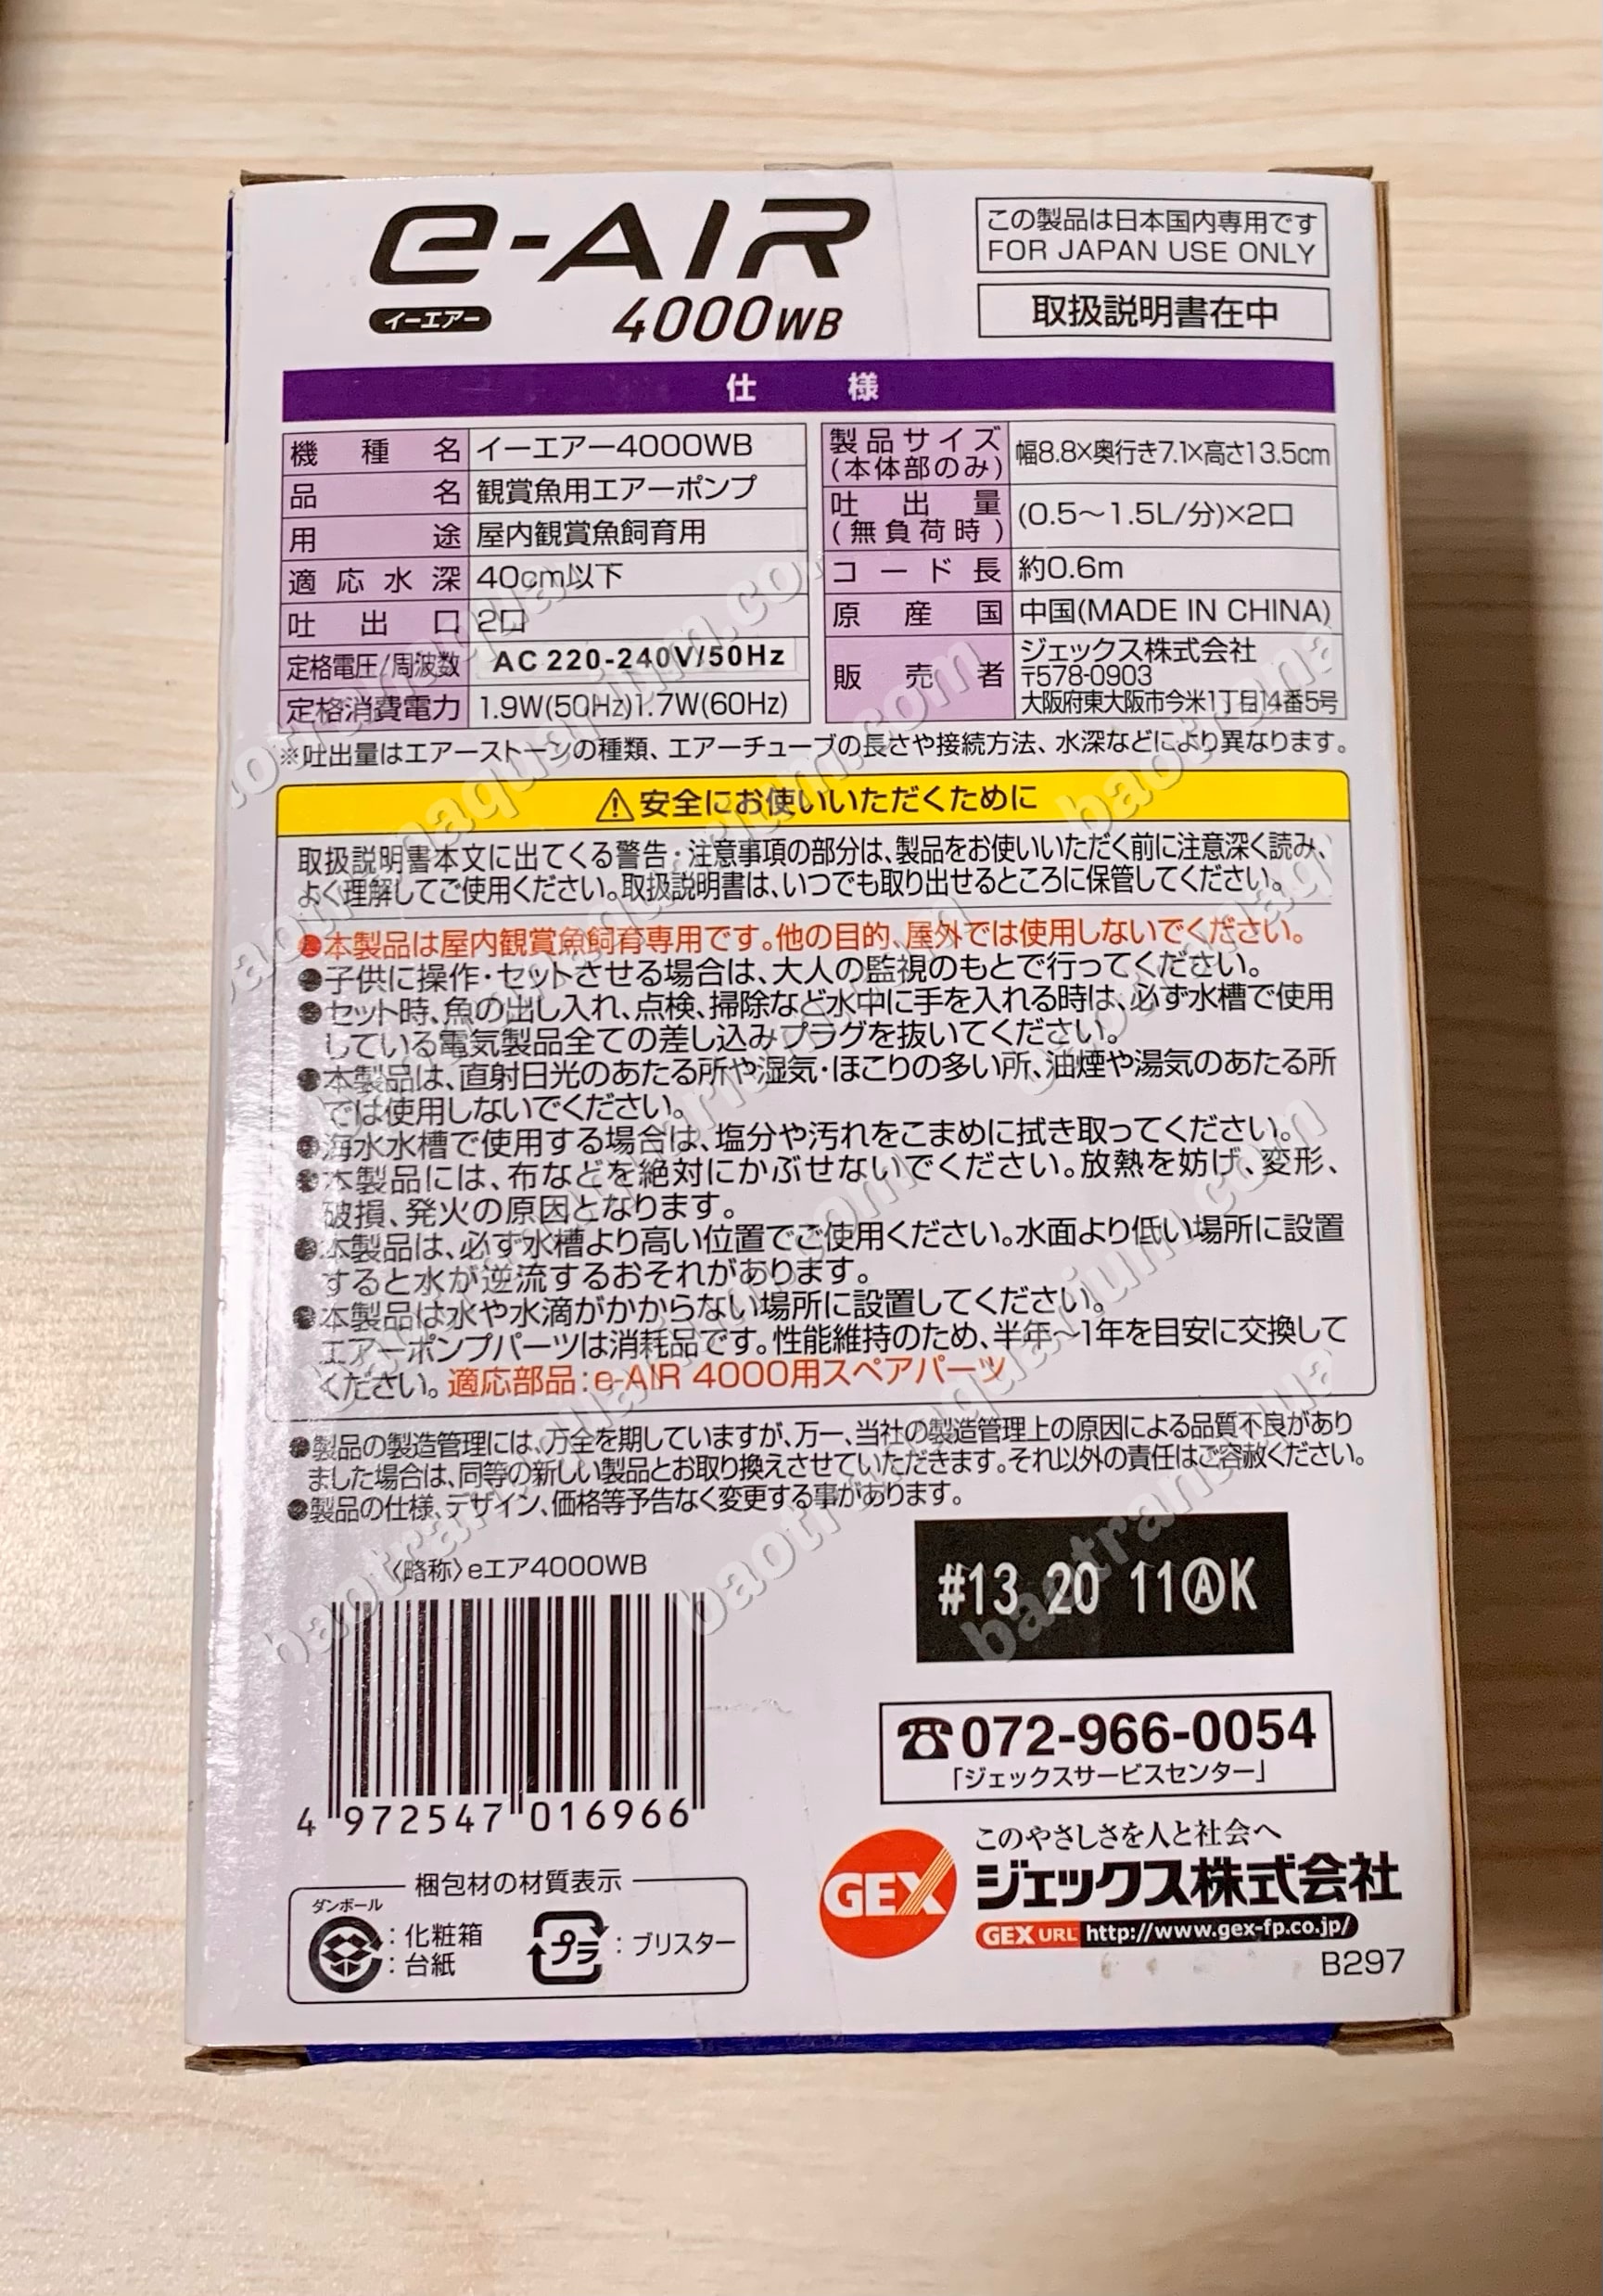 e-AIR
イーエアー
4000WB
この製品は日本国内専用です
FOR JAPAN USE ONLY
取扱説明書在中
仕様
機種名 イーエアー4000WB
品名 観賞魚用エアーポンプ
用途 屋内観賞魚飼育用
適応水深 40cm以下
吐出口 2口
定格電圧/周波数 AC 220-240V/50Hz
定格消費電力 1.9W(50Hz)1.7W(60Hz)
製品サイズ(本体部のみ) 幅8.8×奥行き7.1×高さ13.5cm
吐出量(無負荷時) (0.5～1.5L/分)×2口
コード長 約0.6m
原産国 中国(MADE IN CHINA)
販売者 ジェックス株式会社
〒578-0903
大阪府東大阪市今米1丁目14番5号
※吐出量はエアーストーンの種類、エアーチューブの長さや接続方法、水深などにより異なります。
⚠安全にお使いいただくために
取扱説明書本文に出てくる警告・注意事項の部分は、製品をお使いいただく前に注意深く読み、
よく理解してご使用ください。取扱説明書は、いつでも取り出せるところに保管してください。
●本製品は屋内観賞魚飼育専用です。他の目的、屋外では使用しないでください。
●子供に操作・セットさせる場合は、大人の監視のもとで行ってください。
●セット時、魚の出し入れ、点検、掃除など水中に手を入れる時は、必ず水槽で使用
している電気製品全ての差し込みプラグを抜いてください。
●本製品は、直射日光のあたる所や湿気・ほこりの多い所、油煙や湯気のあたる所
では使用しないでください。
●海水水槽で使用する場合は、塩分や汚れをこまめに拭き取ってください。
●本製品には、布などを絶対にかぶせないでください。放熱を妨げ、変形、
破損、発火の原因となります。
●本製品は、必ず水槽より高い位置でご使用ください。水面より低い場所に設置
すると水が逆流するおそれがあります。
●本製品は水や水滴がかからない場所に設置してください。
エアーポンプパーツは消耗品です。性能維持のため、半年～1年を目安に交換して
ください。適応部品:e-AIR 4000用スペアパーツ
●製品の製造管理には、万全を期していますが、万一、当社の製造管理上の原因による品質不良があり
ました場合は、同等の新しい製品とお取り換えさせていただきます。それ以外の責任はご容赦ください。
●製品の仕様、デザイン、価格等予告なく変更する事があります。
〈略称〉eエア4000WB
4 972547 016966
#13 20 11ⒶK
☎072-966-0054
「ジェックスサービスセンター」
梱包材の材質表示
ダンボール
:化粧箱
:台紙
プラ
:ブリスター
GEX
このやさしさを人と社会へ
ジェックス株式会社
GEX URL http://www.gex-fp.co.jp/
B297
baotranaquarium.com